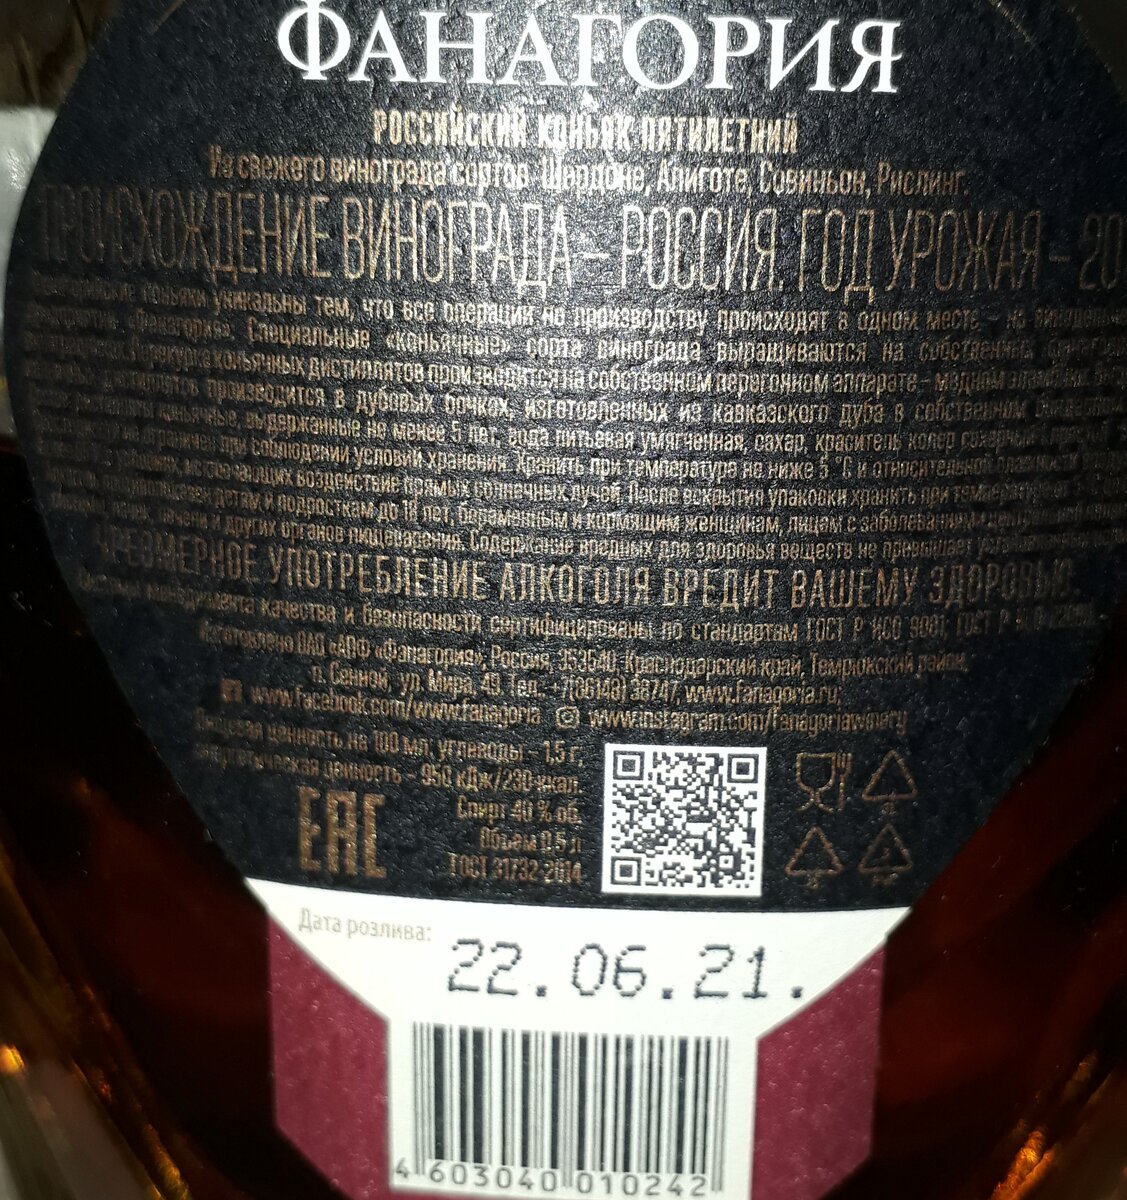 ФАНАГОРИЯ
РОССИЙСКИЙ КОНЬЯК ПЯТИЛЕТНИЙ
Из свежего винограда сортов: Шардоне, Алиготе, Совиньон, Рислинг.
ПРОИСХОЖДЕНИЕ ВИНОГРАДА – РОССИЯ. ГОД УРОЖАЯ – 20
коньяки уникальны тем, что все операции по производству происходят в одном месте – на
«Фанагория». Специальные «коньячные» сорта винограда выращиваются на собственных
коньячных дистиллятов производится на собственном перегонном аппарате – медном
производится в дубовых бочках, изготовленных из кавказского дуба в собственном
коньячные, выдержанные не менее 5 лет, вода питьевая умягченная, сахар, краситель колер сахарный
при соблюдении условий хранения. Хранить при температуре не ниже 5 °С и относительной
воздействие прямых солнечных лучей. После вскрытия упаковки хранить при температуре
детям и подросткам до 18 лет, беременным и кормящим женщинам, лицам с заболеваниями
и других органов пищеварения. Содержание вредных для здоровья веществ не превышает
ЧРЕЗМЕРНОЕ УПОТРЕБЛЕНИЕ АЛКОГОЛЯ ВРЕДИТ ВАШЕМУ ЗДОРОВЬЮ.
качества и безопасности сертифицированы по стандартам ГОСТ Р ИСО 9001; ГОСТ Р
Изготовлено ОАО «АПФ «Фанагория»; Россия, 353540, Краснодарский край, Темрюкский район,
п. Сенной, ул. Мира, 49. Тел.: +7(86148) 38747, www.fanagoria.ru,
www.facebook.com/www.fanagoria www.instagram.com/fanagoriawinery
Пищевая ценность на 100 мл, углеводы – 1,5 г,
энергетическая ценность – 950 кДж/230 ккал.
Спирт 40 % об.
Объем 0,5 л
ГОСТ 31732-2014
EAC
Дата розлива:
22.06.21.
4 603040 010242